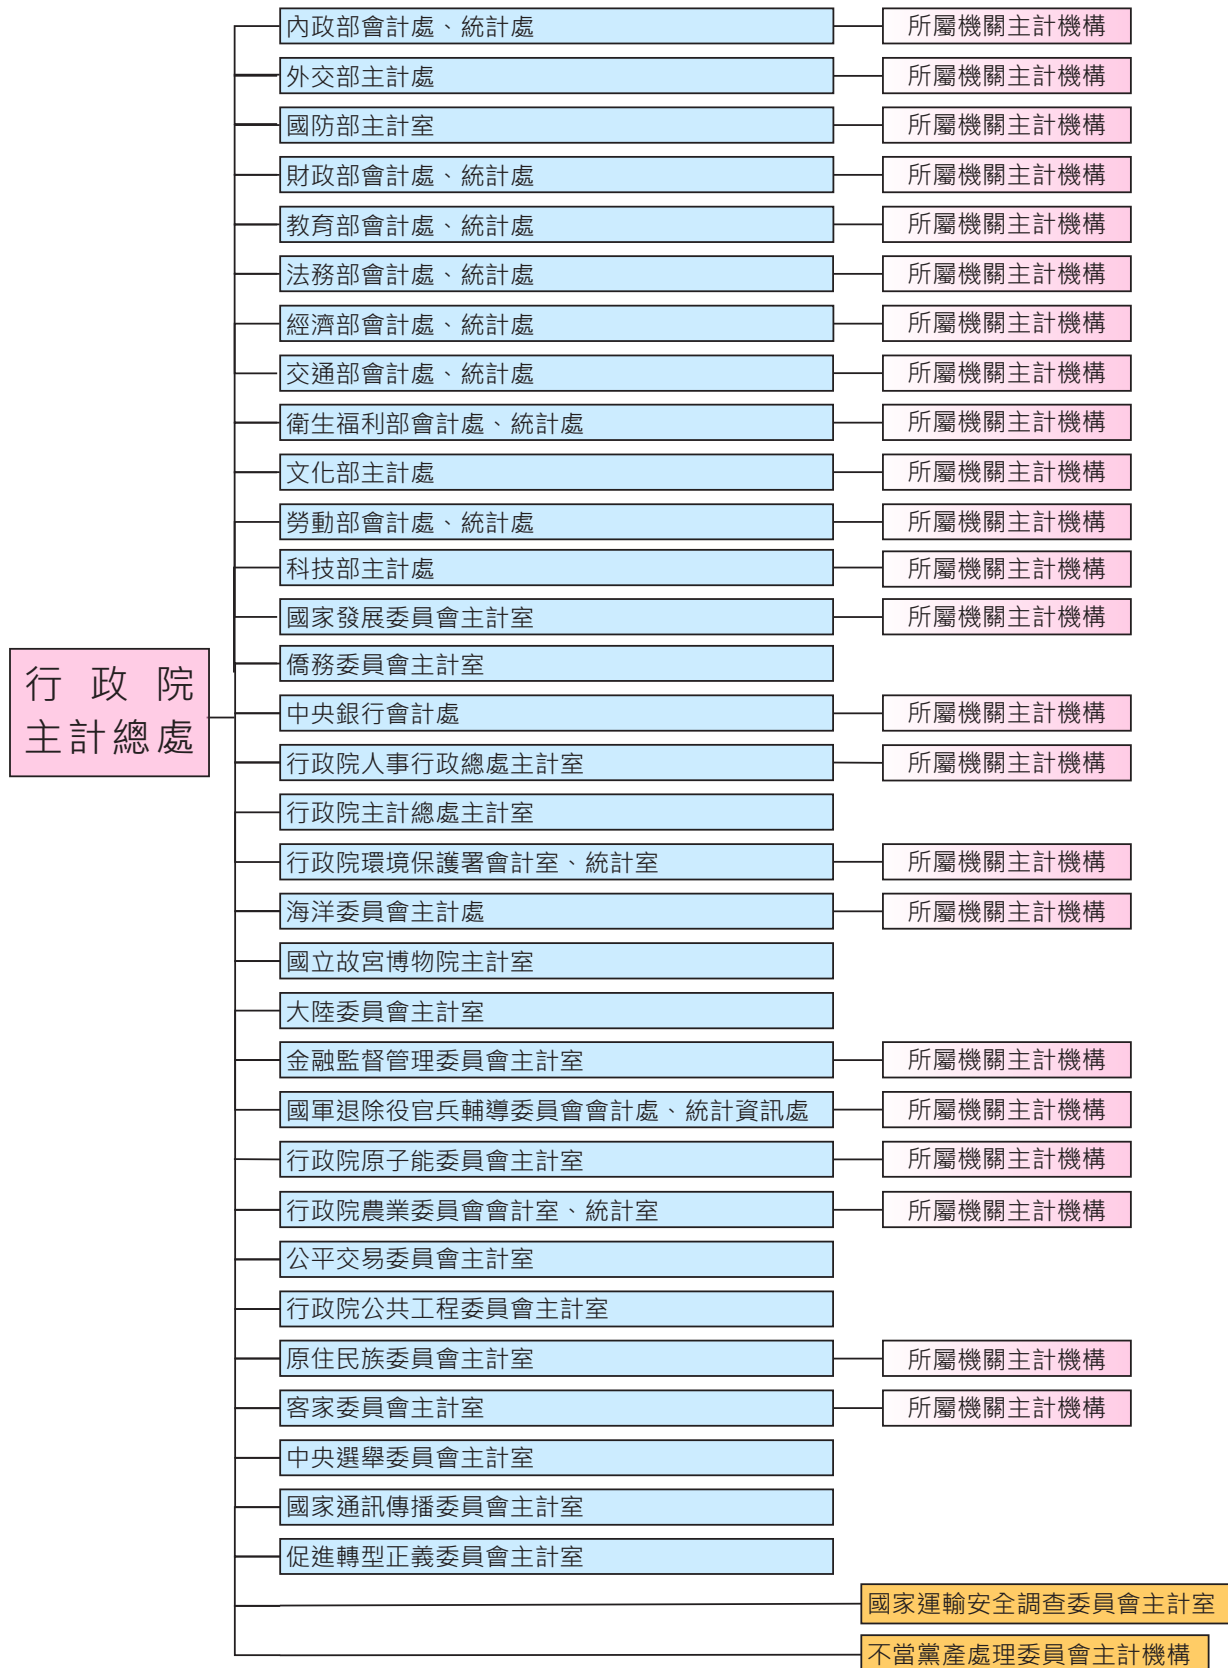 內政部會計處、統計處
所屬機關主計機構
外交部主計處
所屬機關主計機構
國防部主計室
所屬機關主計機構
財政部會計處、統計處
所屬機關主計機構
教育部會計處、統計處
所屬機關主計機構
法務部會計處、統計處
所屬機關主計機構
經濟部會計處、統計處
所屬機關主計機構
交通部會計處、統計處
所屬機關主計機構
衛生福利部會計處、統計處
所屬機關主計機構
文化部主計處
所屬機關主計機構
勞動部會計處、統計處
所屬機關主計機構
科技部主計處
所屬機關主計機構
國家發展委員會主計室
所屬機關主計機構
行政院
主計總處
僑務委員會主計室
中央銀行會計處
所屬機關主計機構
行政院人事行政總處主計室
所屬機關主計機構
行政院主計總處主計室
行政院環境保護署會計室、統計室
所屬機關主計機構
海洋委員會主計處
所屬機關主計機構
國立故宮博物院主計室
大陸委員會主計室
金融監督管理委員會主計室
所屬機關主計機構
國軍退除役官兵輔導委員會會計處、統計資訊處
所屬機關主計機構
行政院原子能委員會主計室
所屬機關主計機構
行政院農業委員會會計室、統計室
所屬機關主計機構
公平交易委員會主計室
行政院公共工程委員會主計室
原住民族委員會主計室
所屬機關主計機構
客家委員會主計室
所屬機關主計機構
中央選舉委員會主計室
國家通訊傳播委員會主計室
促進轉型正義委員會主計室
國家運輸安全調查委員會主計室
不當黨產處理委員會主計機構